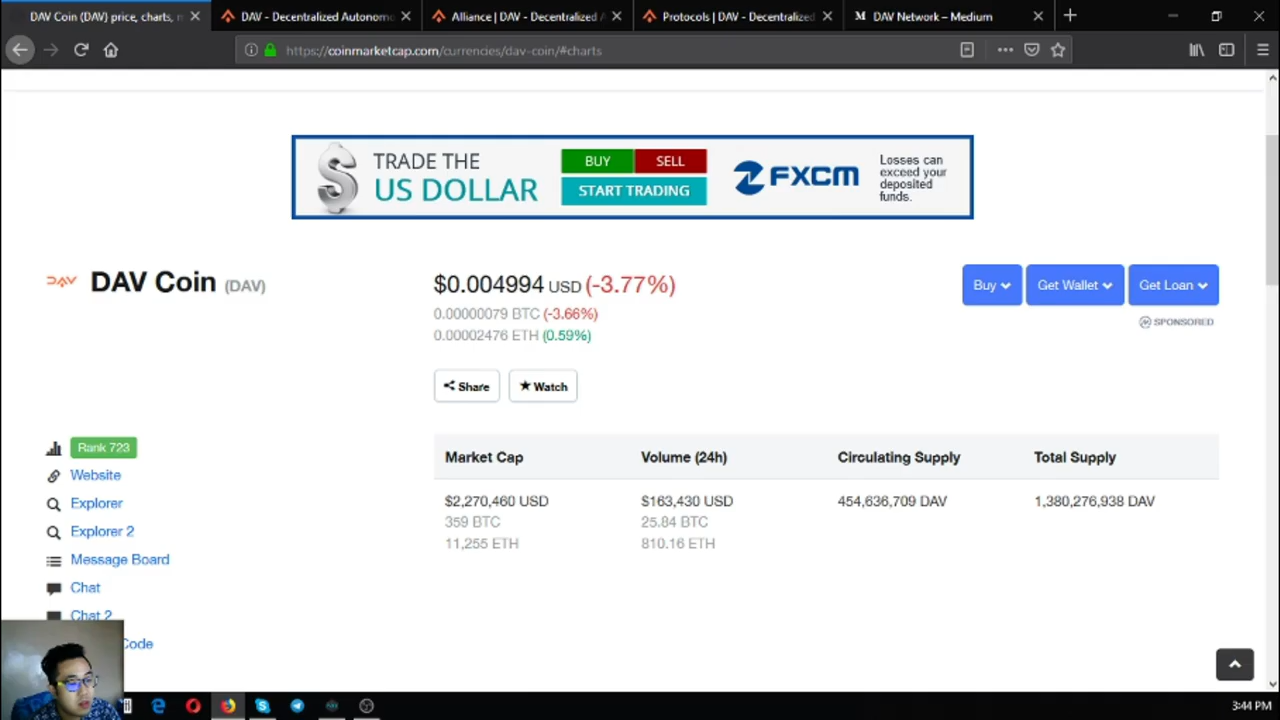 DAV Coin (DAV) price, charts, m
DAV - Decentralized Autonomo
Alliance | DAV - Decentralized A
Protocols | DAV - Decentralized
M DAV Network – Medium
https://coinmarketcap.com/currencies/dav-coin/#charts
TRADE THE
US DOLLAR
BUY SELL
START TRADING
FXCM
Losses can
exceed your
deposited
funds.
DAV DAV Coin (DAV)
$0.004994 USD (-3.77%)
0.00000079 BTC (-3.66%)
0.00002476 ETH (0.59%)
Buy Get Wallet Get Loan
SPONSORED
Share Watch
Rank 723
Website
Explorer
Explorer 2
Message Board
Chat
Chat 2
Code
Market Cap Volume (24h) Circulating Supply Total Supply
$2,270,460 USD $163,430 USD 454,636,709 DAV 1,380,276,938 DAV
359 BTC 25.84 BTC
11,255 ETH 810.16 ETH
3:44 PM